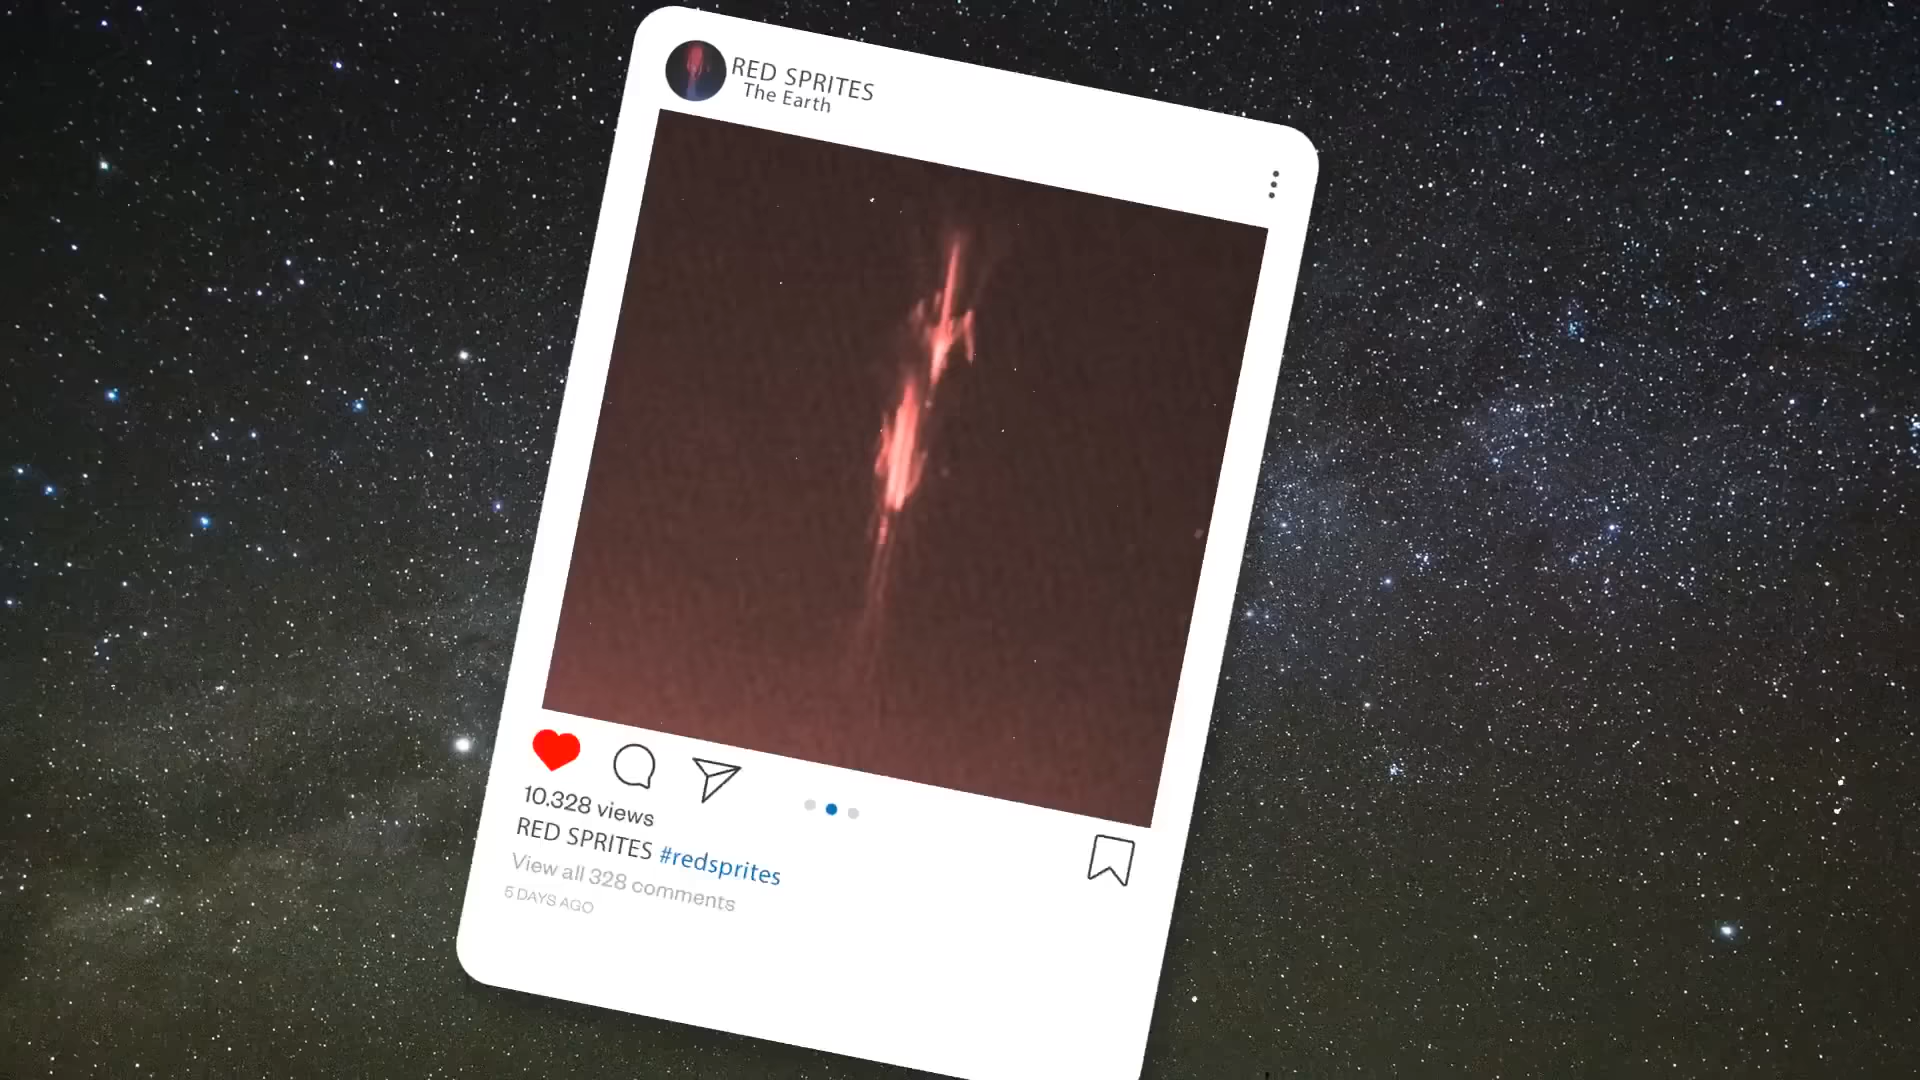 RED SPRITES
The Earth
10.328 views
RED SPRITES #redsprites
View all 328 comments
5 DAYS AGO